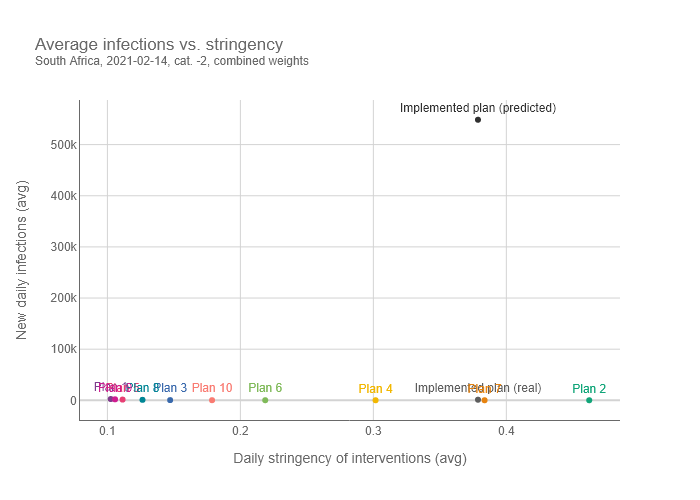 Average infections vs. stringency
South Africa, 2021-02-14, cat. -2, combined weights
Implemented plan (predicted)
500k
400k
300k
200k
100k
0
Plan 8
Plan 3
Plan 10
Plan 6
Plan 4
Implemented plan (real)
Plan 2
0.1
0.2
0.3
0.4
Daily stringency of interventions (avg)
New daily infections (avg)